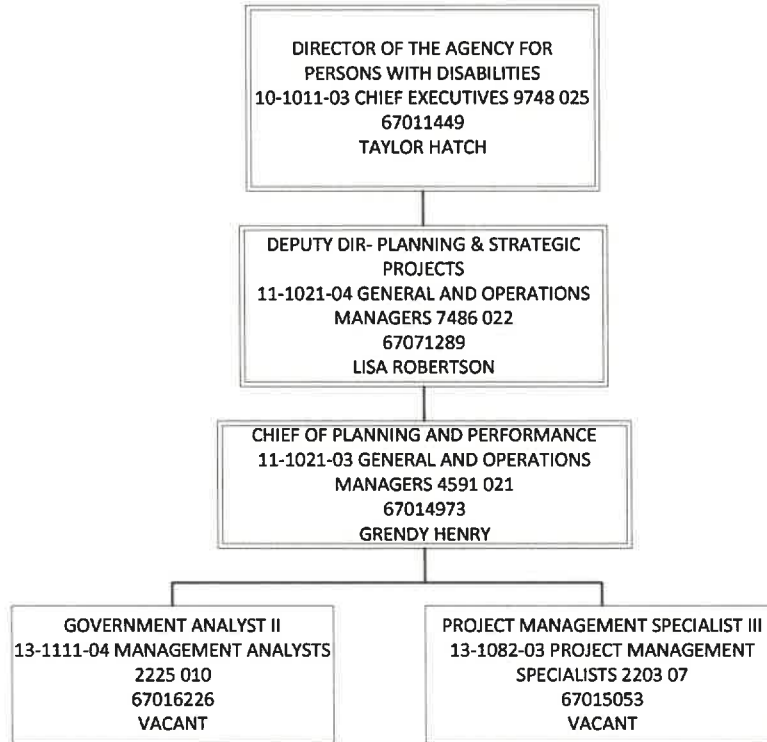 DIRECTOR OF THE AGENCY FOR
PERSONS WITH DISABILITIES
10-1011-03 CHIEF EXECUTIVES 9748 025
67011449
TAYLOR HATCH
DEPUTY DIR- PLANNING & STRATEGIC
PROJECTS
11-1021-04 GENERAL AND OPERATIONS
MANAGERS 7486 022
67071289
LISA ROBERTSON
CHIEF OF PLANNING AND PERFORMANCE
11-1021-03 GENERAL AND OPERATIONS
MANAGERS 4591 021
67014973
GRENDY HENRY
GOVERNMENT ANALYST II
13-1111-04 MANAGEMENT ANALYSTS
2225 010
67016226
VACANT
PROJECT MANAGEMENT SPECIALIST III
13-1082-03 PROJECT MANAGEMENT
SPECIALISTS 2203 07
67015053
VACANT